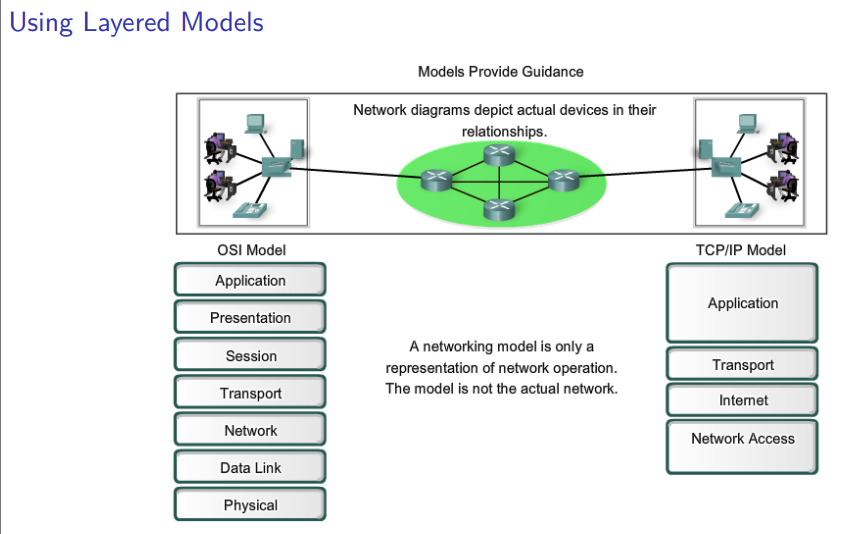 Using Layered Models
Models Provide Guidance
Network diagrams depict actual devices in their
relationships.
OSI Model
Application
Presentation
Session
Transport
Network
Data Link
Physical
A networking model is only a
representation of network operation.
The model is not the actual network.
TCP/IP Model
Application
Transport
Internet
Network Access